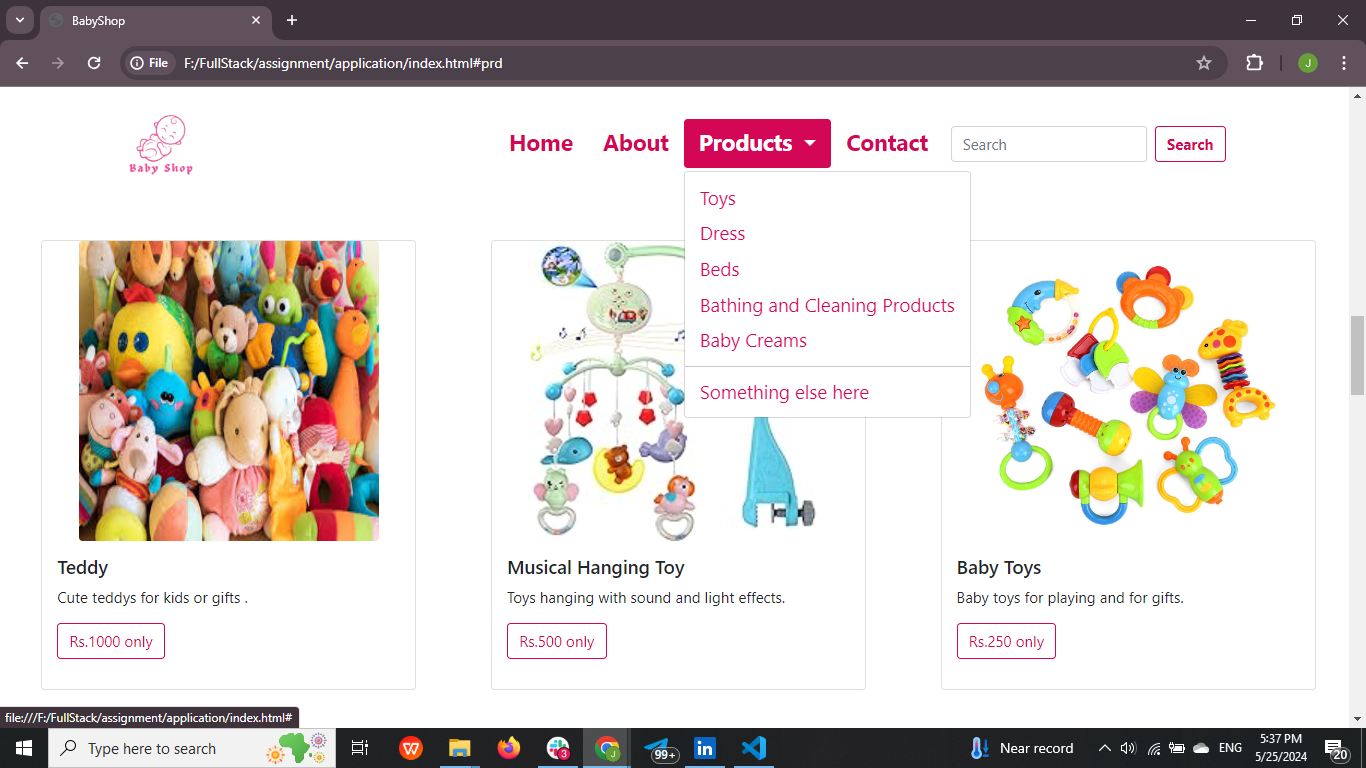 BabyShop
File F:/FullStack/assignment/application/index.html#prd
J
Baby Shop
Home About Products Contact Search Search
Toys
Dress
Beds
Bathing and Cleaning Products
Baby Creams
Something else here
Teddy
Cute teddys for kids or gifts .
Rs.1000 only
Musical Hanging Toy
Toys hanging with sound and light effects.
Rs.500 only
Baby Toys
Baby toys for playing and for gifts.
Rs.250 only
file:///F:/FullStack/assignment/application/index.html#
Type here to search
W
3
J
99+
in
Near record
ENG
5:37 PM
5/25/2024
20